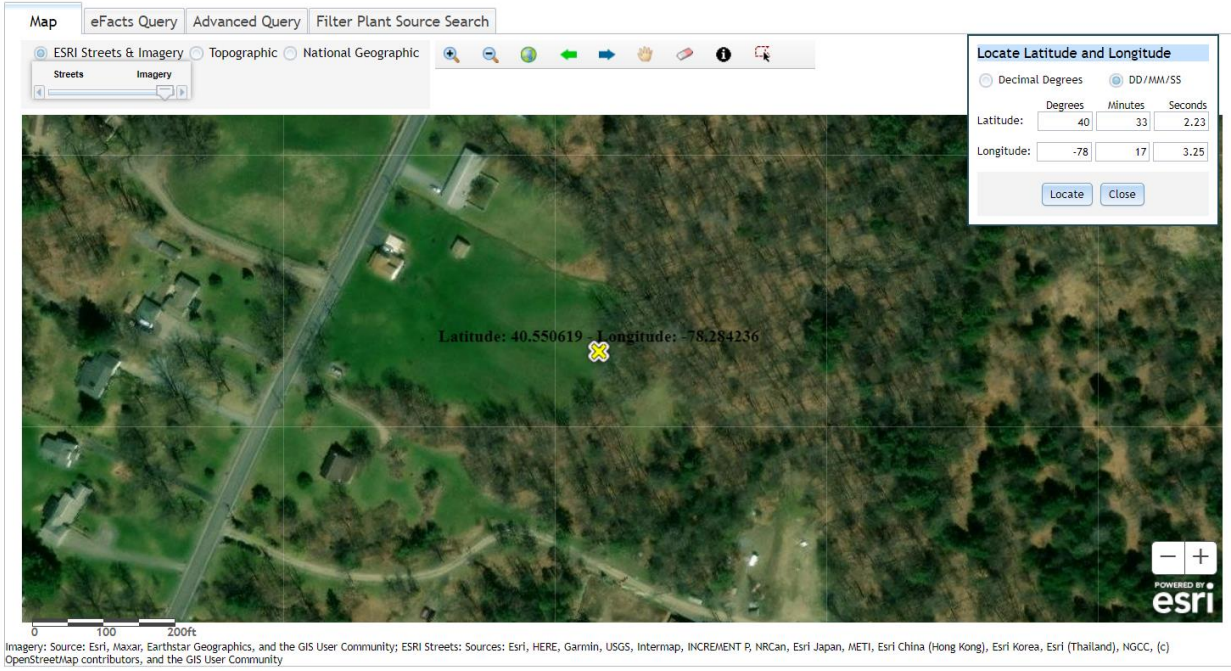 Map eFacts Query Advanced Query Filter Plant Source Search
ESRI Streets & Imagery Topographic National Geographic
Streets Imagery
Locate Latitude and Longitude
Decimal Degrees DD/MM/SS
Degrees Minutes Seconds
Latitude: 40 33 2.23
Longitude: -78 17 3.25
Locate Close
Latitude: 40.550619 - Longitude: -78.284236
POWERED BY
esri
0 100 200ft
Imagery: Source: Esri, Maxar, Earthstar Geographics, and the GIS User Community; ESRI Streets: Sources: Esri, HERE, Garmin, USGS, Intermap, INCREMENT P, NRCan, Esri Japan, METI, Esri China (Hong Kong), Esri Korea, Esri (Thailand), NGCC, (c)
OpenStreetMap contributors, and the GIS User Community